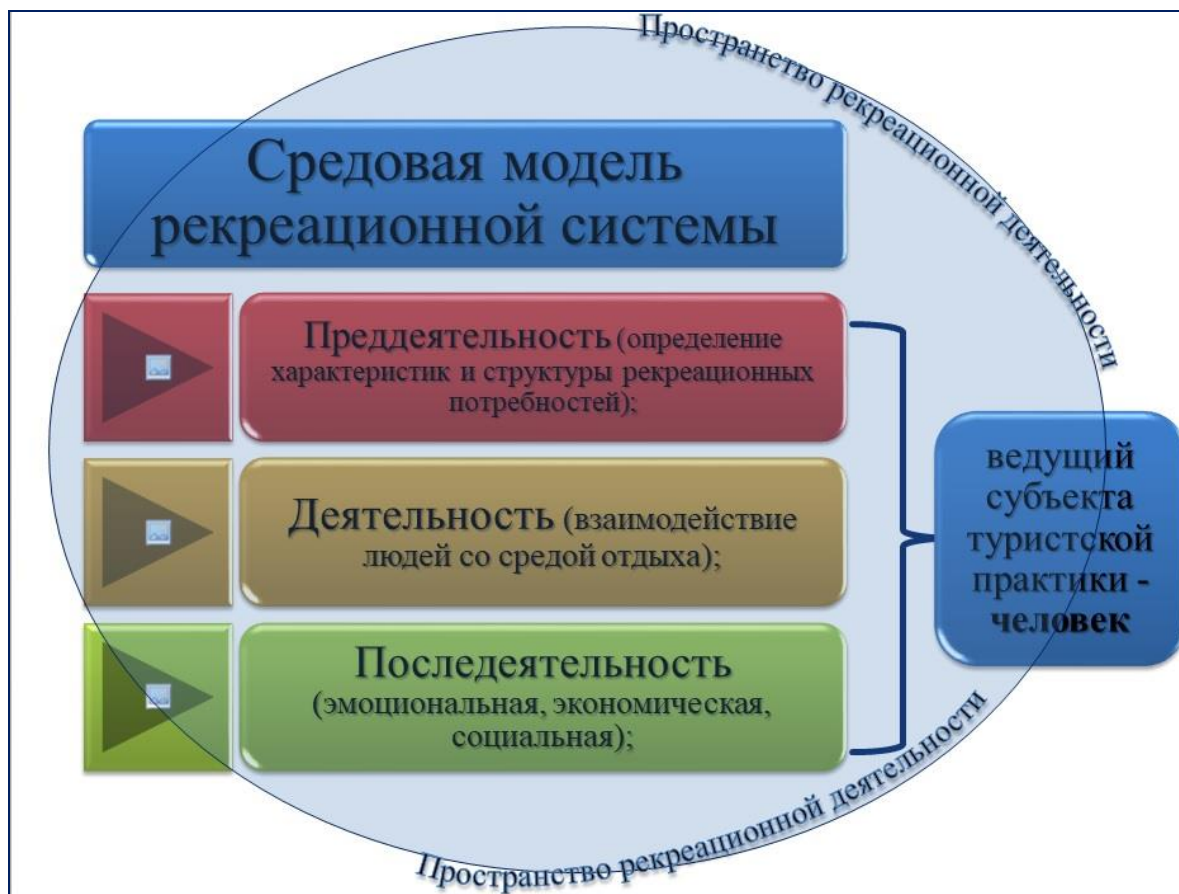 Пространство рекреационной деятельности
Средовая модель
рекреационной системы
Преддеятельность (определение
характеристик и структуры рекреационных
потребностей);
Деятельность (взаимодействие
людей со средой отдыха);
Последеятельность
(эмоциональная, экономическая,
социальная);
ведущий
субъекта
туристской
практики -
человек
Пространство рекреационной деятельности